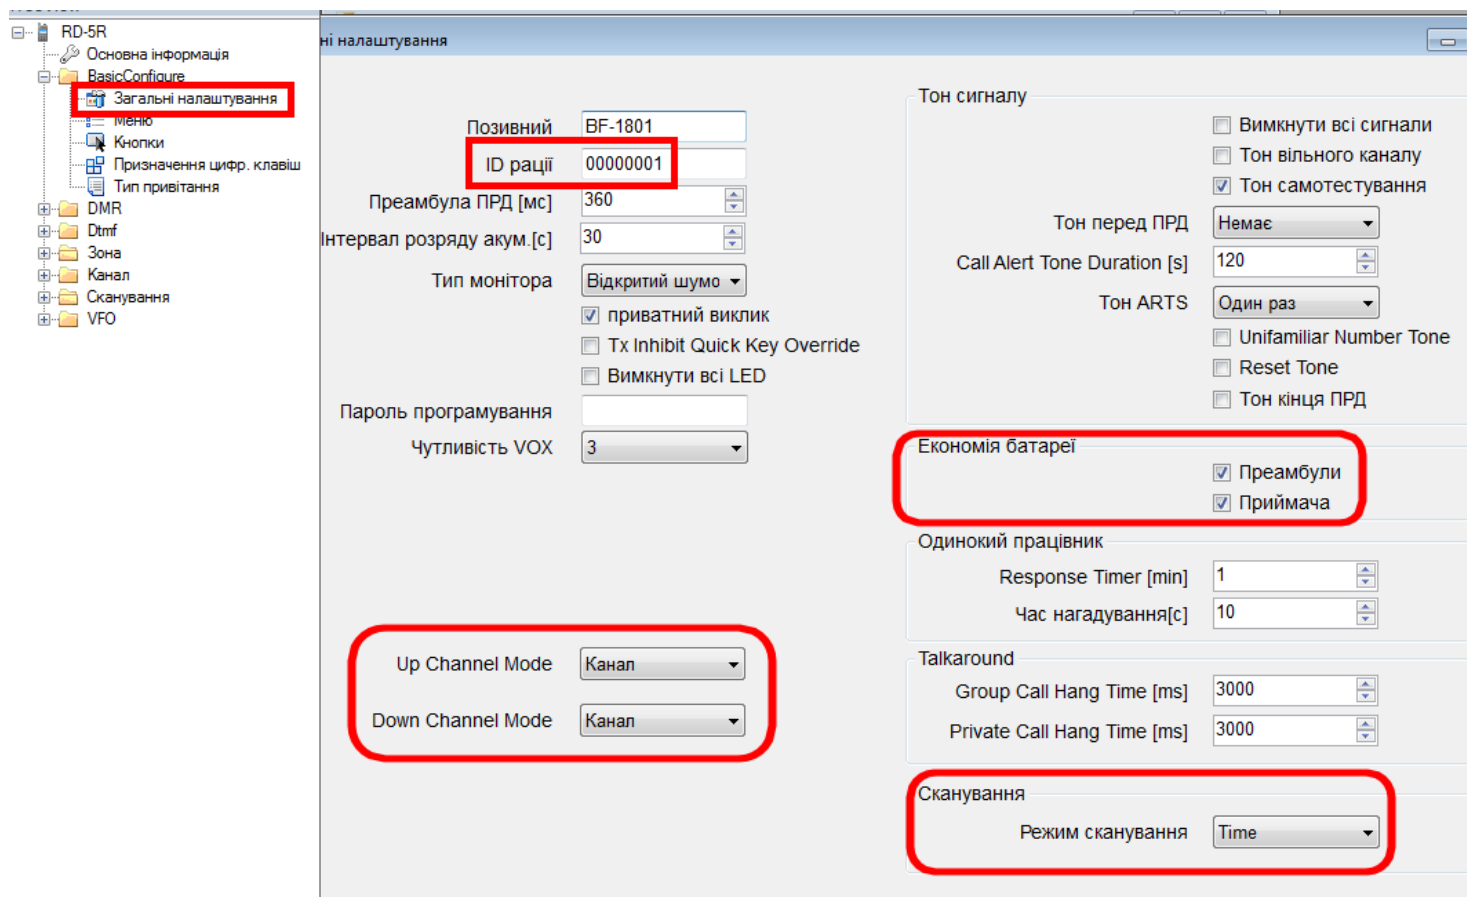 RD-5R
Основна інформація
BasicConfigure
Загальні налаштування
Меню
Кнопки
Призначення цифр. клавіш
Тип привітання
DMR
Dtmf
Зона
Канал
Сканування
VFO
ні налаштування
Позивний BF-1801
ID рації 00000001
Преамбула ПРД [мс] 360
Інтервал розряду акум.[с] 30
Тип монітора Відкритий шумо
приватний виклик
Tx Inhibit Quick Key Override
Вимкнути всі LED
Пароль програмування
Чутливість VOX 3
Up Channel Mode Канал
Down Channel Mode Канал
Тон сигналу
Вимкнути всі сигнали
Тон вільного каналу
Тон самотестування
Тон перед ПРД Немає
Call Alert Tone Duration [s] 120
Тон ARTS Один раз
Unifamiliar Number Tone
Reset Tone
Тон кінця ПРД
Економія батареї
Преамбули
Приймача
Одинокий працівник
Response Timer [min] 1
Час нагадування[с] 10
Talkaround
Group Call Hang Time [ms] 3000
Private Call Hang Time [ms] 3000
Сканування
Режим сканування Time